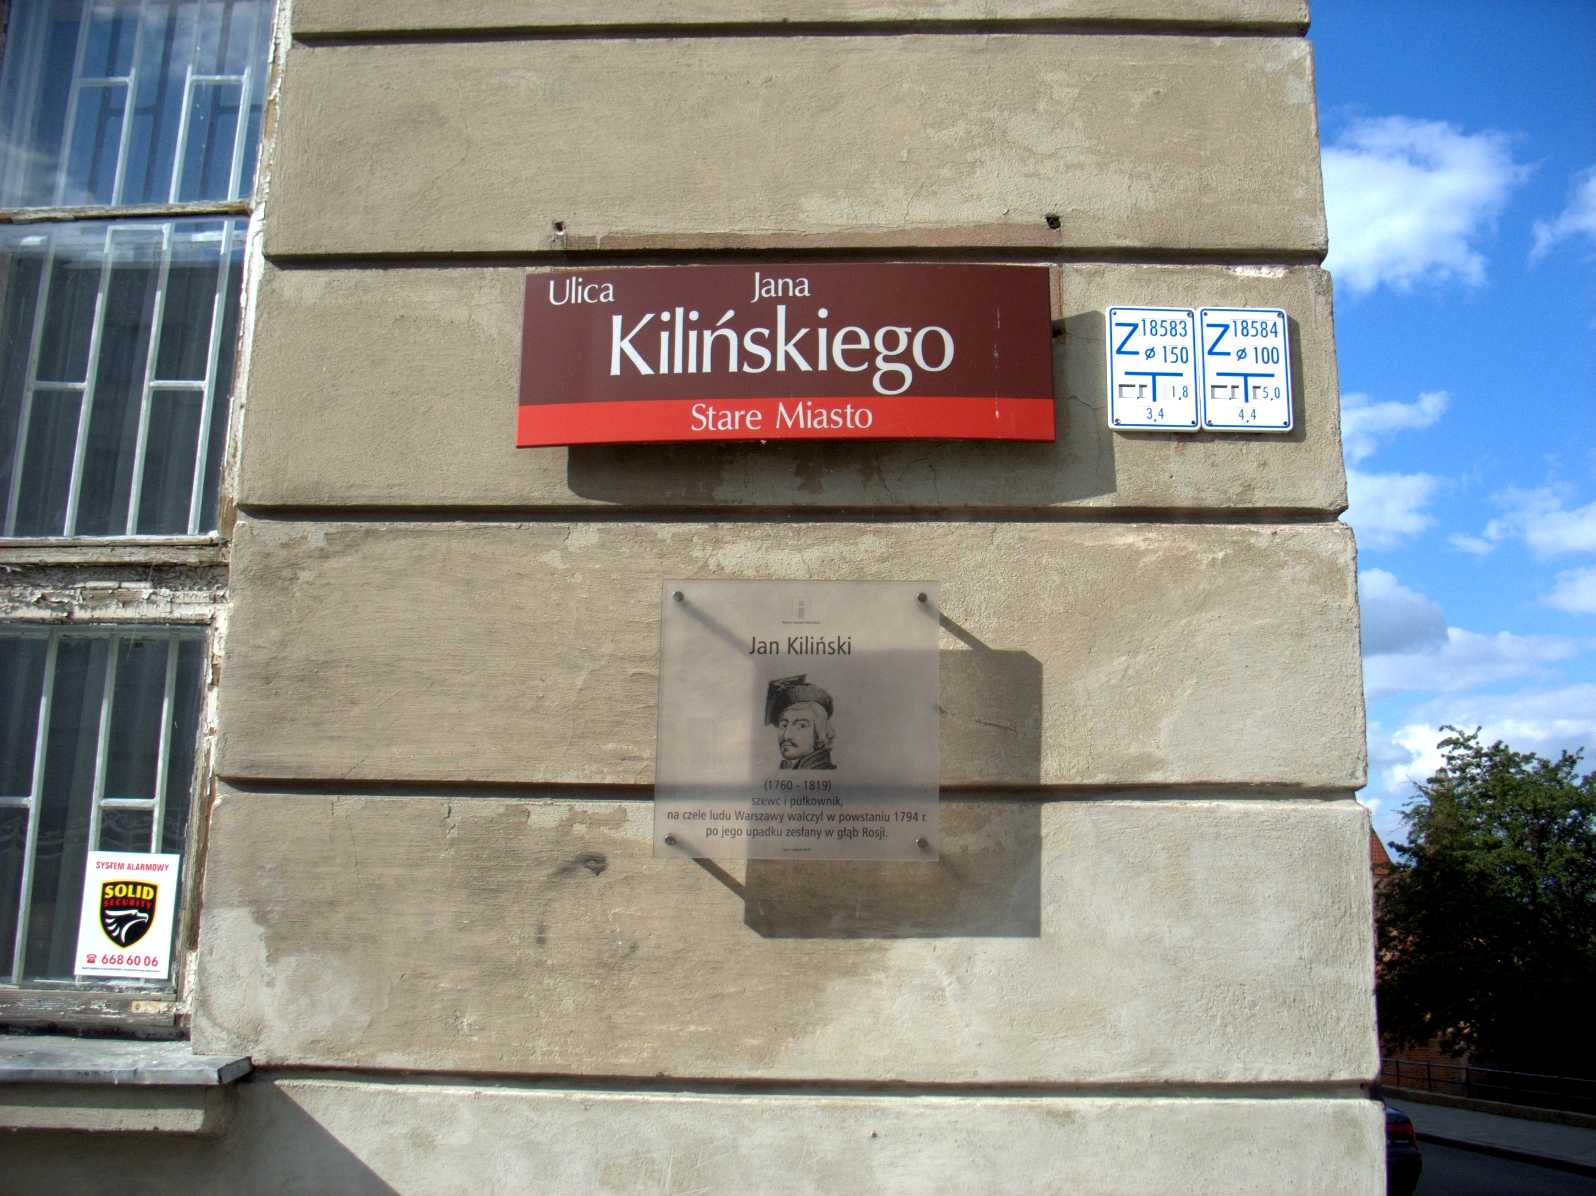 Ulica Jana
Kilińskiego
Stare Miasto
Z 18583
ø 150
1,8
3,4
Z 18584
ø 100
5,0
4,4
Jan Kiliński
(1760 - 1819)
szewc i pułkownik,
na czele ludu Warszawy walczył w powstaniu 1794 r.
po jego upadku zesłany w głąb Rosji.
SYSTEM ALARMOWY
SOLID
SECURITY
668 60 06